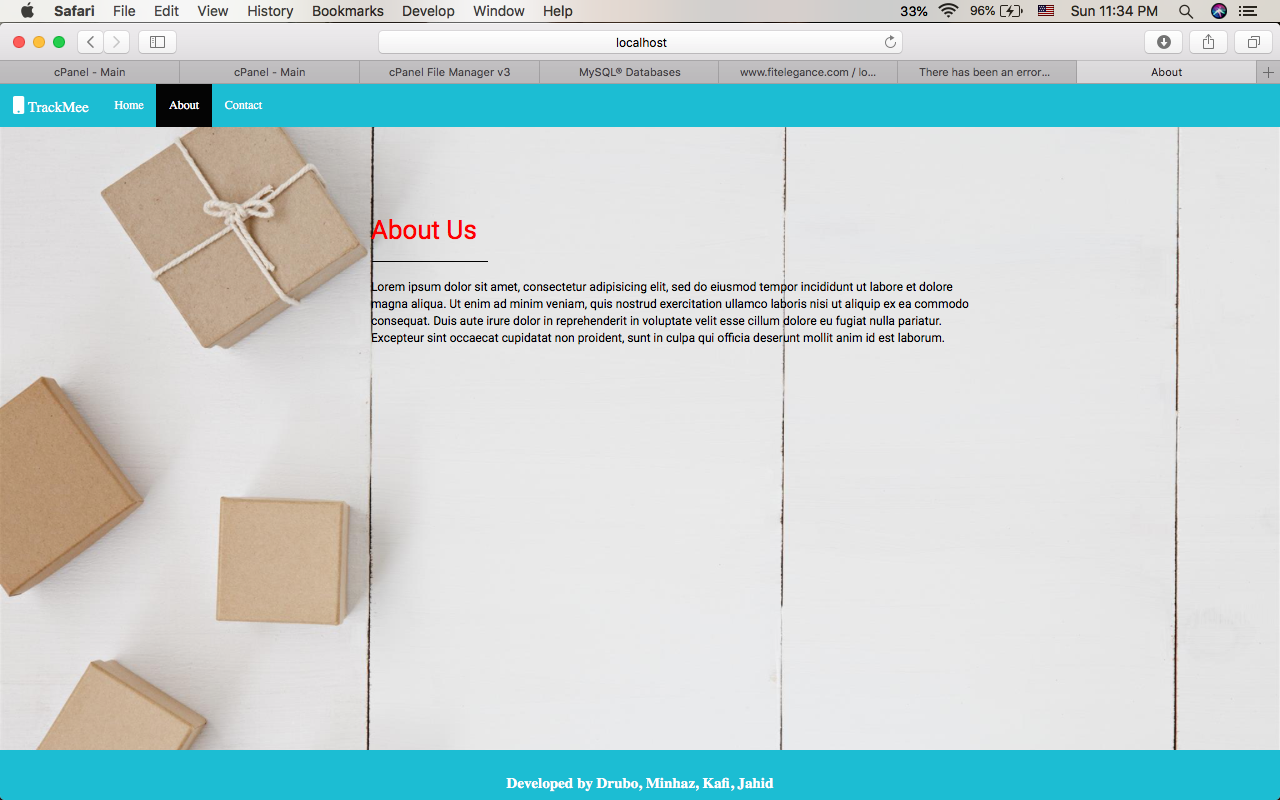 Safari File Edit View History Bookmarks Develop Window Help 33% 96% Sun 11:34 PM
localhost
cPanel - Main cPanel - Main cPanel File Manager v3 MySQL® Databases www.fitelegance.com / lo... There has been an error... About
TrackMee Home About Contact
About Us
Lorem ipsum dolor sit amet, consectetur adipisicing elit, sed do eiusmod tempor incididunt ut labore et dolore
magna aliqua. Ut enim ad minim veniam, quis nostrud exercitation ullamco laboris nisi ut aliquip ex ea commodo
consequat. Duis aute irure dolor in reprehenderit in voluptate velit esse cillum dolore eu fugiat nulla pariatur.
Excepteur sint occaecat cupidatat non proident, sunt in culpa qui officia deserunt mollit anim id est laborum.
Developed by Drubo, Minhaz, Kafi, Jahid